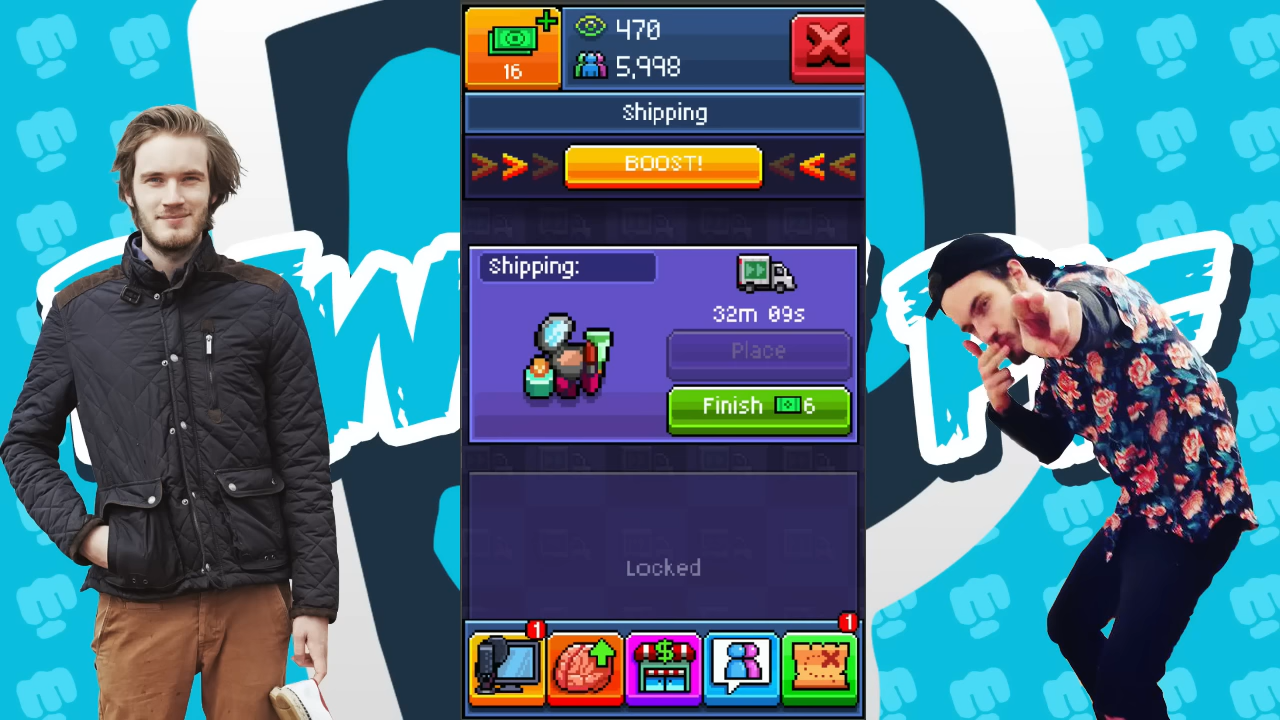 16
470
5,998
Shipping
BOOST!
Shipping:
32m 09s
Place
Finish 6
Locked
1
1